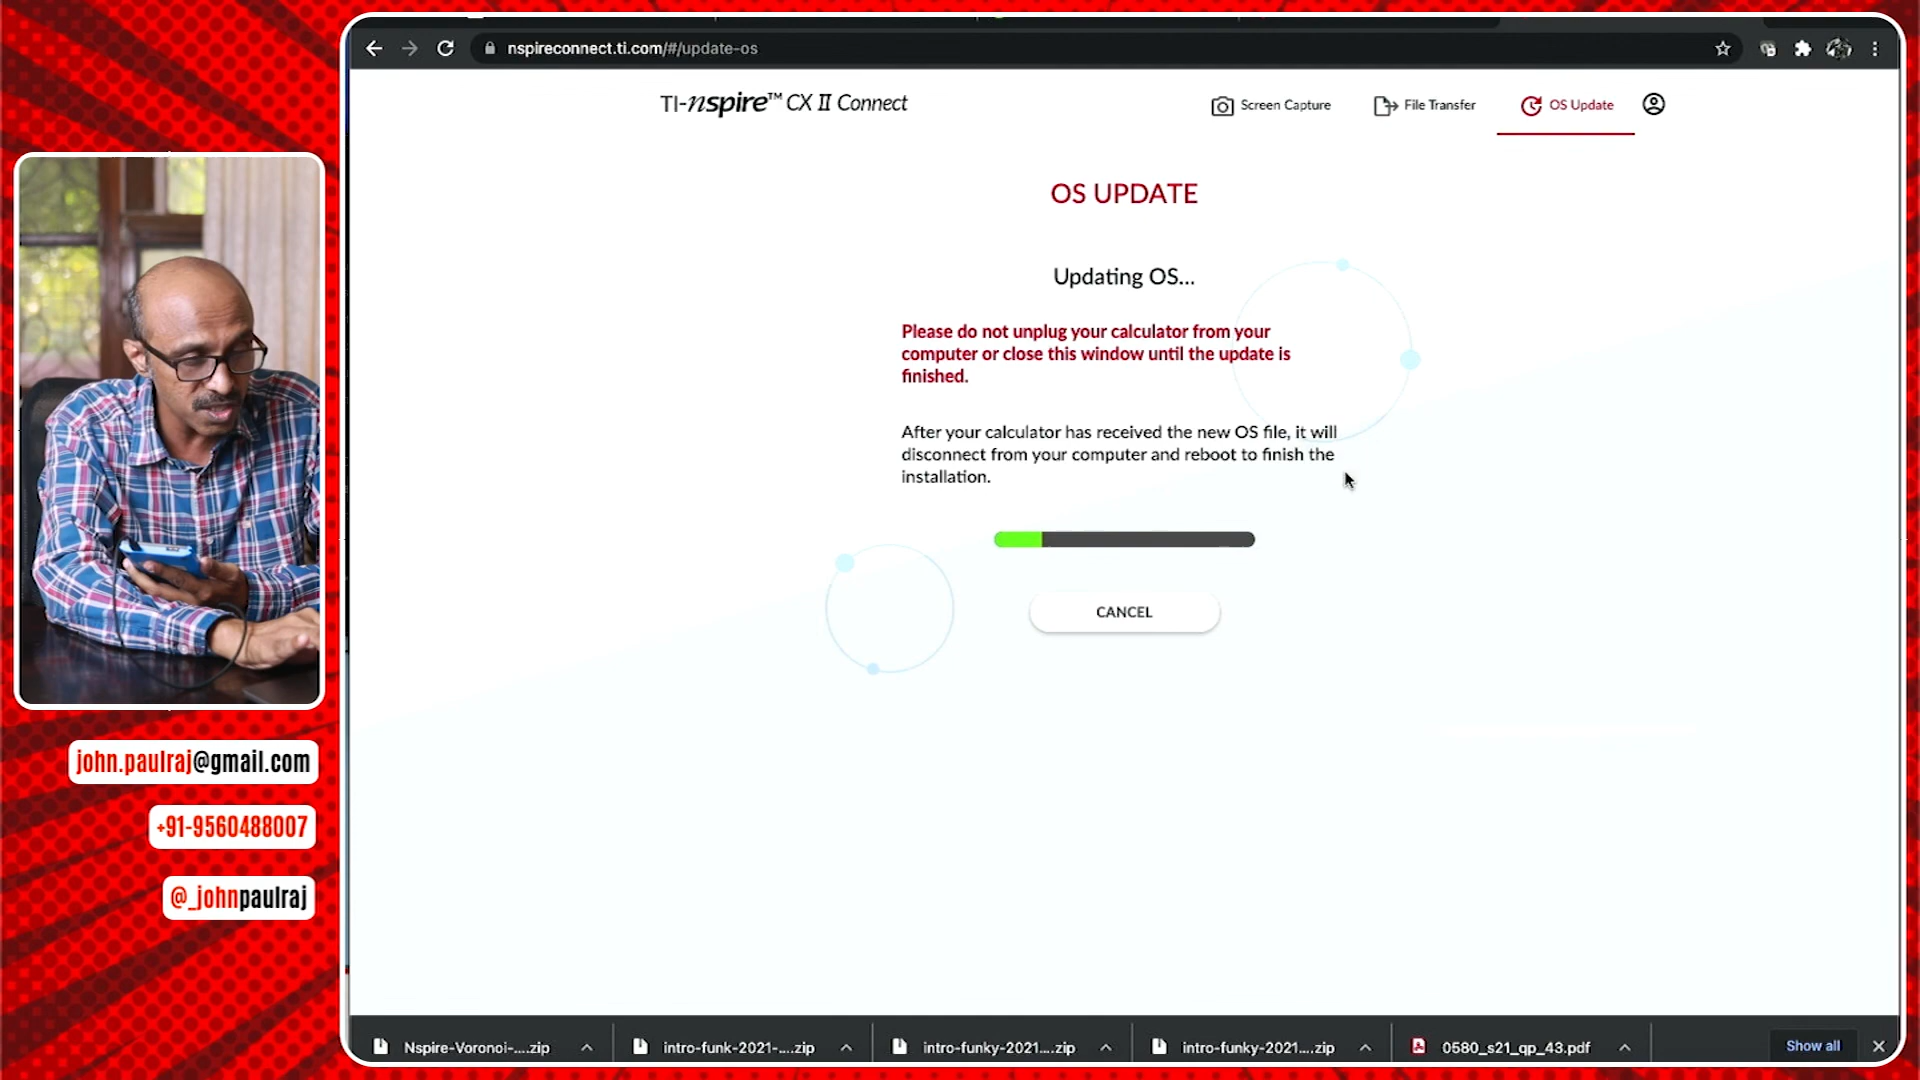 nspireconnect.ti.com/#/update-os
TI-nspire™ CX II Connect
Screen Capture
File Transfer
OS Update
OS UPDATE
Updating OS...
Please do not unplug your calculator from your
computer or close this window until the update is
finished.
After your calculator has received the new OS file, it will
disconnect from your computer and reboot to finish the
installation.
CANCEL
john.paulraj@gmail.com
+91-9560488007
@_johnpaulraj
Nspire-Voronoi-....zip
intro-funk-2021-....zip
intro-funky-2021....zip
intro-funky-2021....zip
0580_s21_qp_43.pdf
Show all